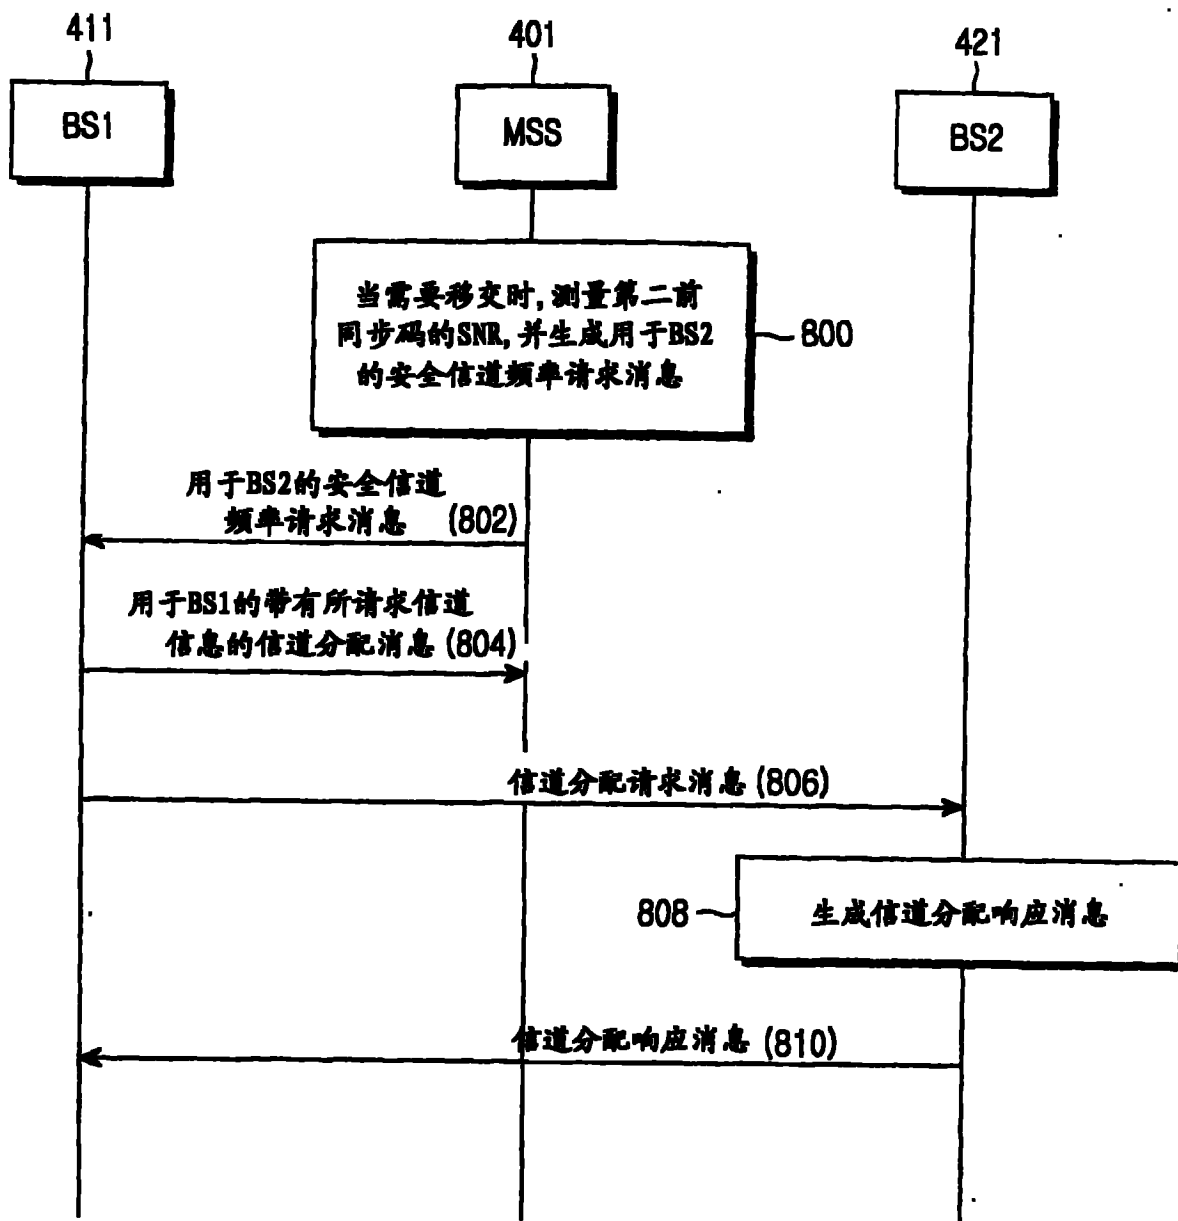 411
401
421
BS1
MSS
BS2
当需要移交时,测量第二前
同步码的SNR,并生成用于BS2
的安全信道频率请求消息
800
用于BS2的安全信道
频率请求消息 (802)
用于BS1的带有所请求信道
信息的信道分配消息(804)
信道分配请求消息(806)
808
生成信道分配响应消息
信道分配响应消息(810)